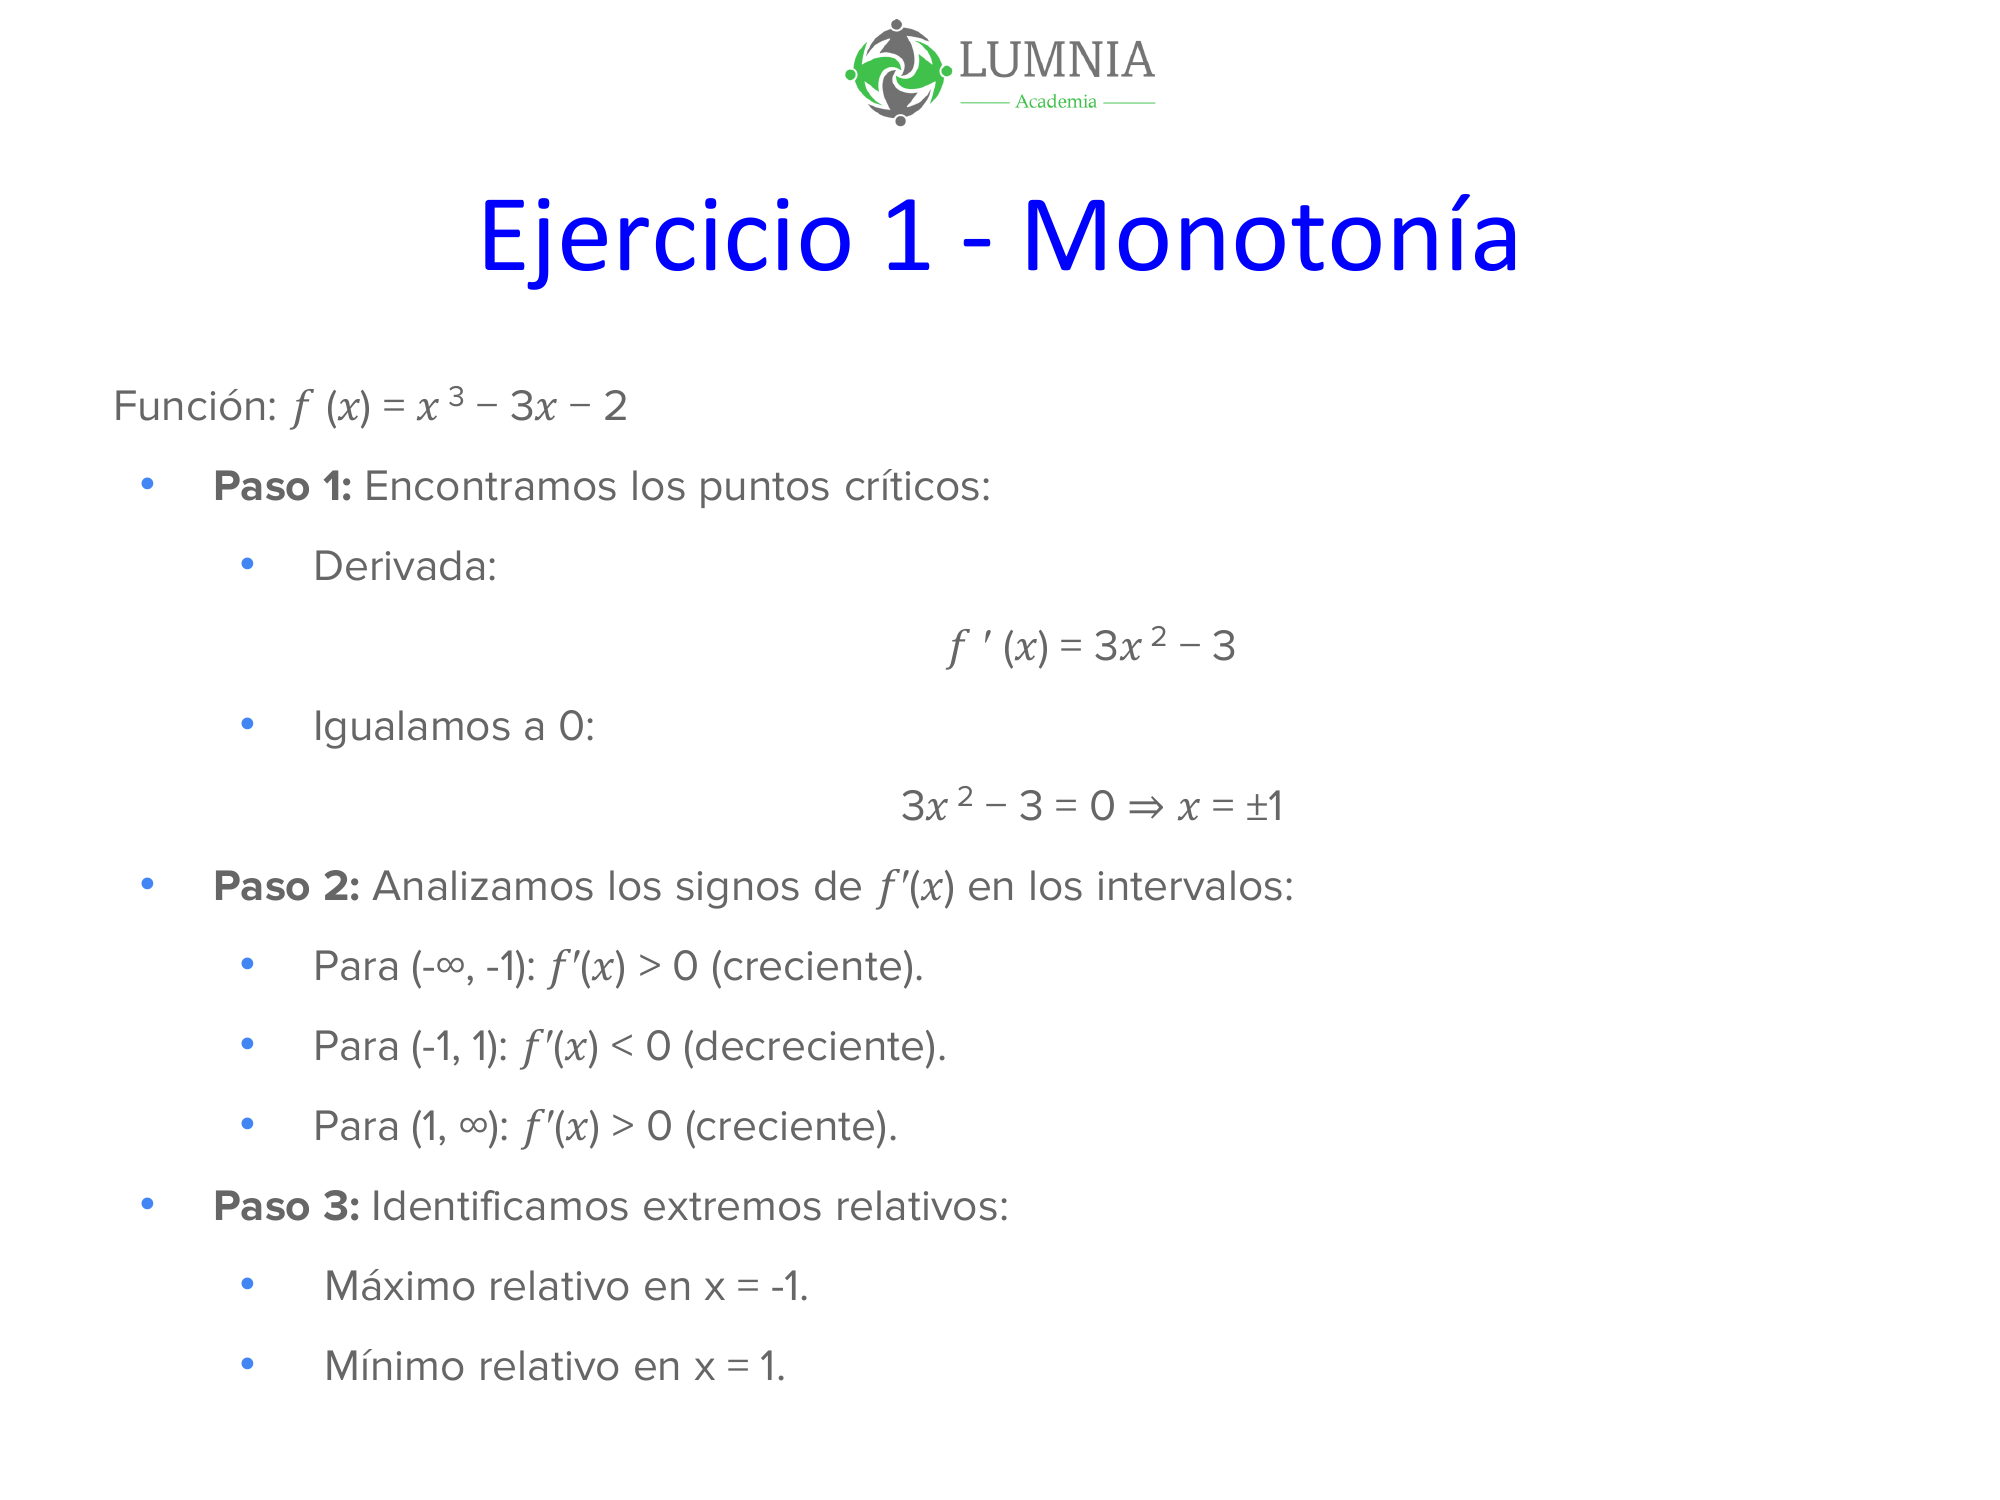 LUMNIA
Academia
Ejercicio 1 - Monotonía
Función: f (x) = x ³ − 3x − 2
• Paso 1: Encontramos los puntos críticos:
• Derivada:
f ′ (x) = 3x ² − 3
• Igualamos a 0:
3x ² − 3 = 0 ⇒ x = ±1
• Paso 2: Analizamos los signos de f′(x) en los intervalos:
• Para (-∞, -1): f′(x) > 0 (creciente).
• Para (-1, 1): f′(x) < 0 (decreciente).
• Para (1, ∞): f′(x) > 0 (creciente).
• Paso 3: Identificamos extremos relativos:
• Máximo relativo en x = -1.
• Mínimo relativo en x = 1.